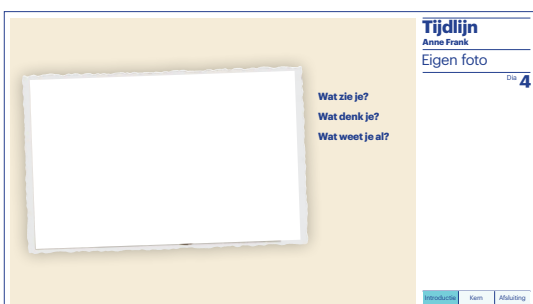 Wat zie je?
Wat denk je?
Wat weet je al?
Tijdlijn
Anne Frank
Eigen foto
Dia 4
Introductie Kern Afsluiting